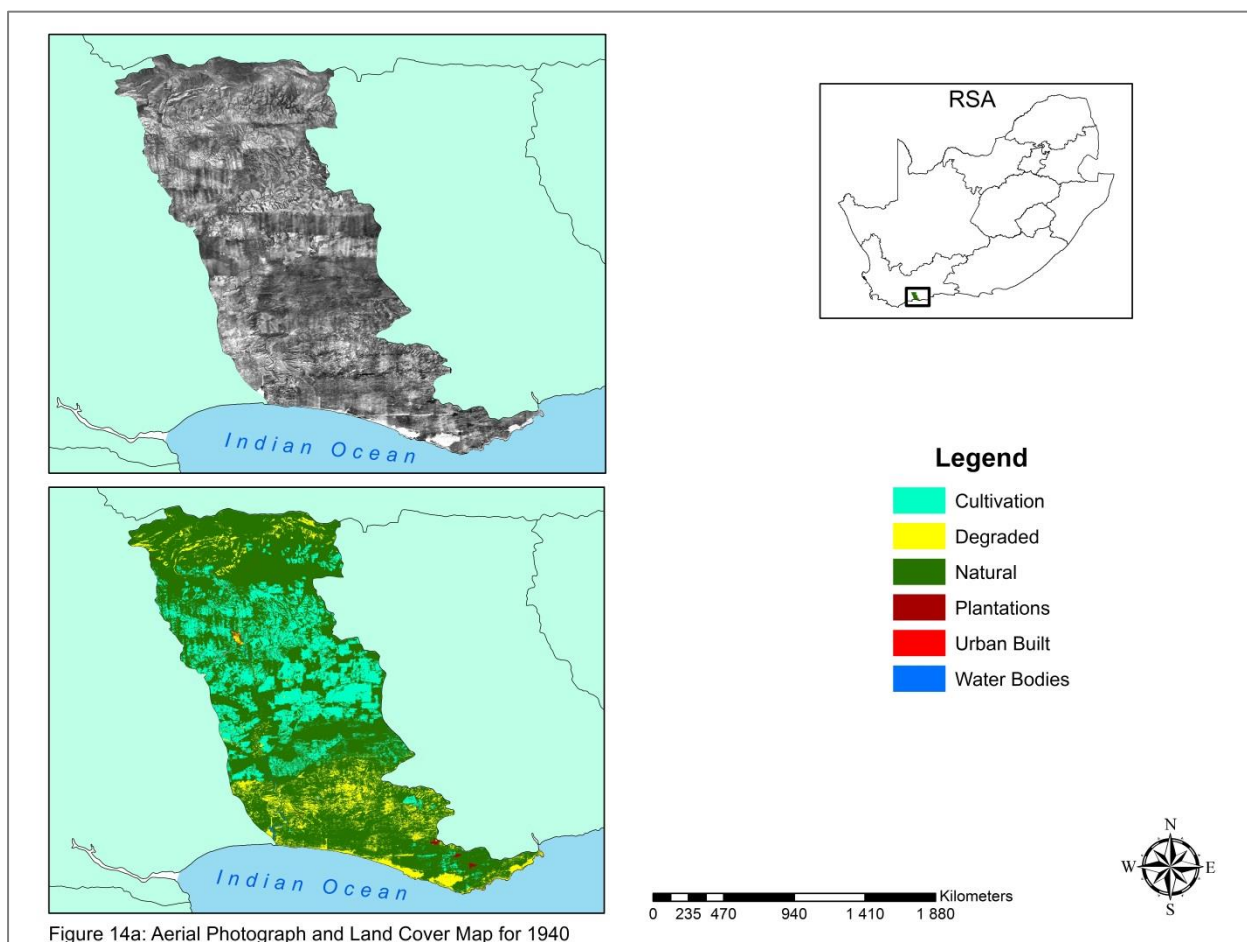 RSA
Indian Ocean
Legend
Cultivation
Degraded
Natural
Plantations
Urban Built
Water Bodies
Indian Ocean
N
W E
S
Kilometers
0 235 470 940 1 410 1 880
Figure 14a: Aerial Photograph and Land Cover Map for 1940